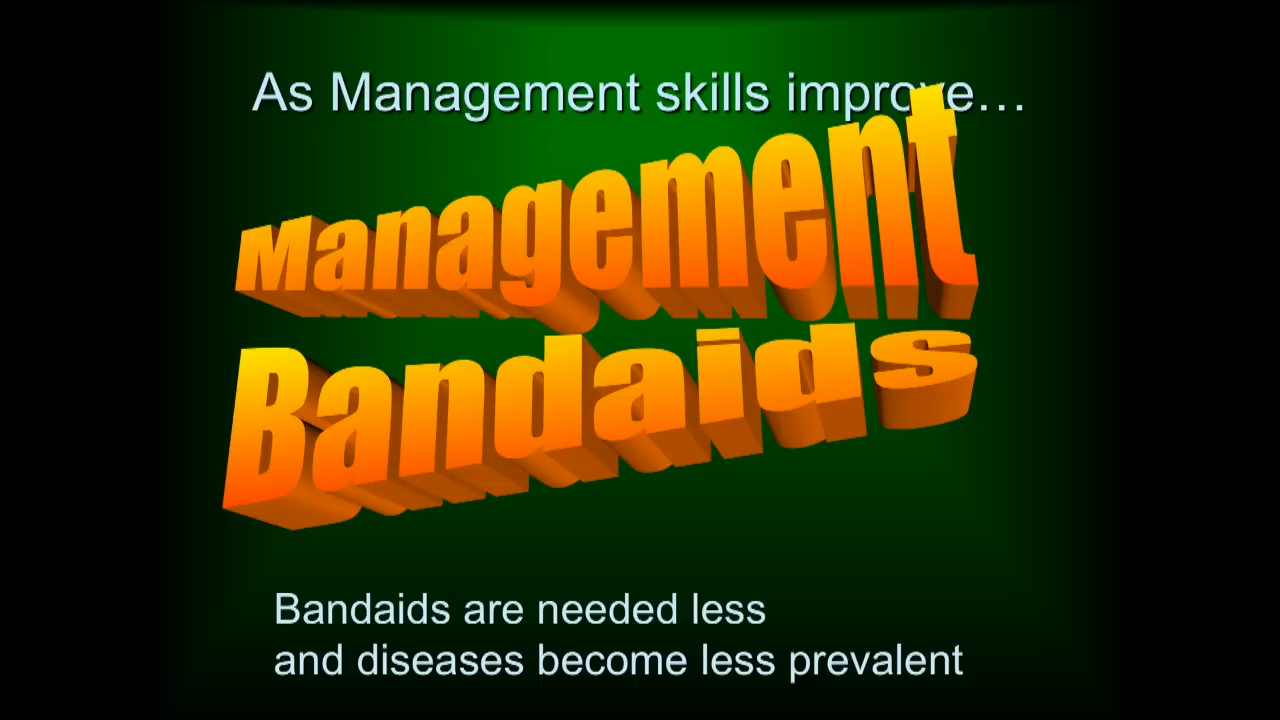 As Management skills improve…
Management
Bandaids
Bandaids are needed less
and diseases become less prevalent